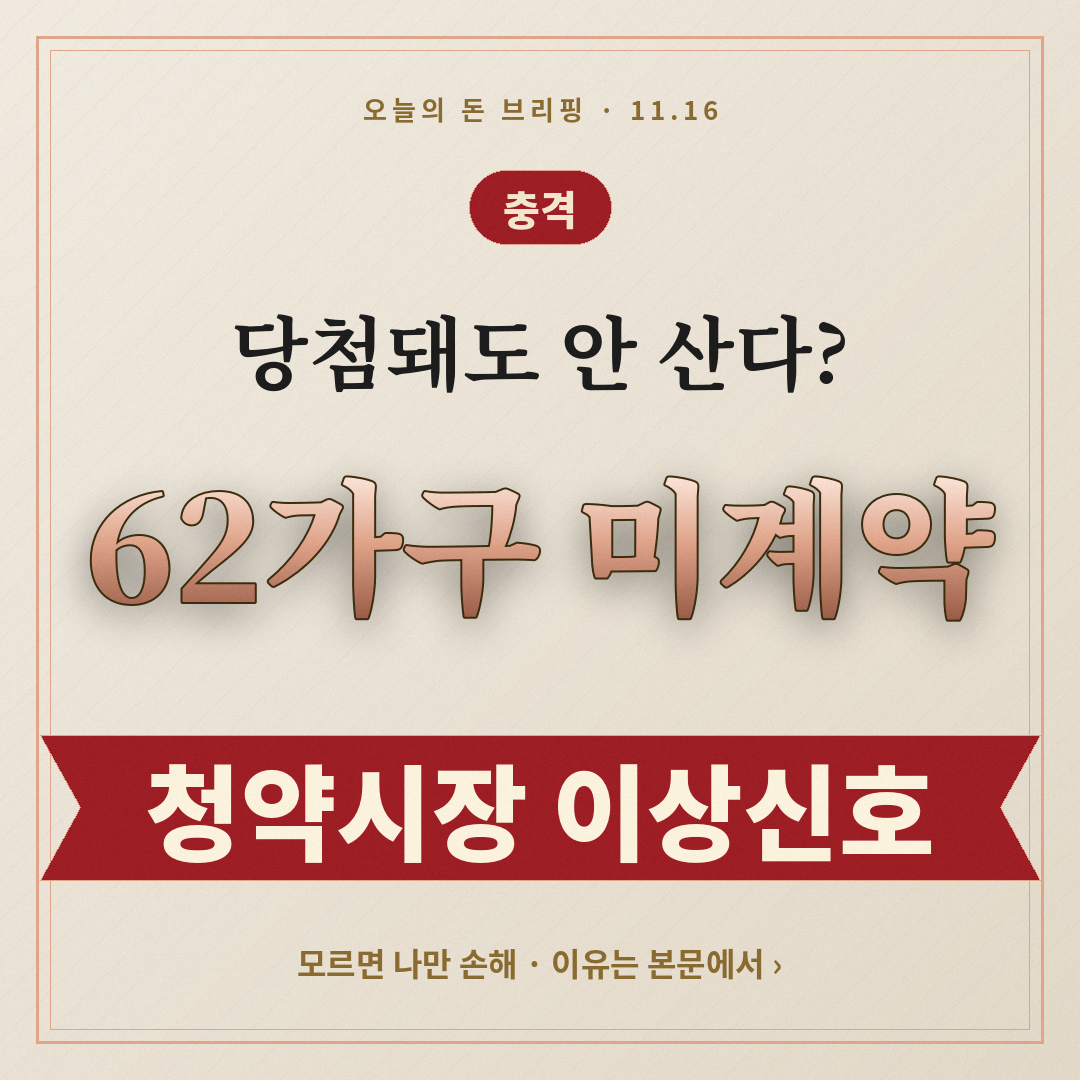 오늘의 돈 브리핑 · 11.16
충격
당첨돼도 안 산다?
62가구 미계약
청약시장 이상신호
모르면 나만 손해 · 이유는 본문에서 ›